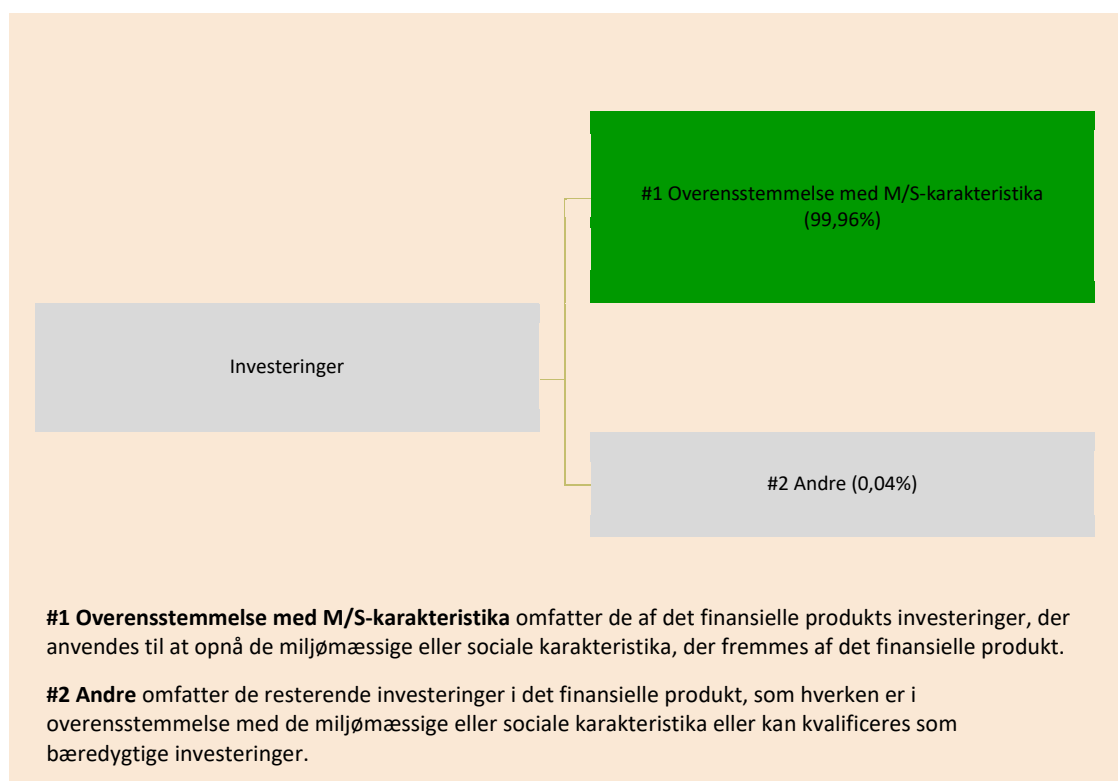 #1 Overensstemmelse med M/S-karakteristika
(99,96%)
Investeringer
#2 Andre (0,04%)
#1 Overensstemmelse med M/S-karakteristika omfatter de af det finansielle produkts investeringer, der
anvendes til at opnå de miljømæssige eller sociale karakteristika, der fremmes af det finansielle produkt.
#2 Andre omfatter de resterende investeringer i det finansielle produkt, som hverken er i
overensstemmelse med de miljømæssige eller sociale karakteristika eller kan kvalificeres som
bæredygtige investeringer.